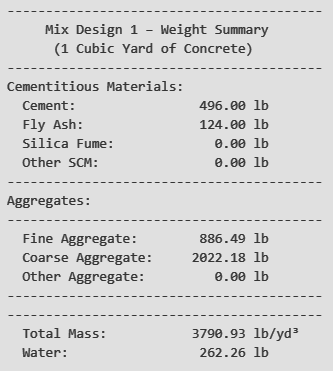 ----------------------------------------
Mix Design 1 – Weight Summary
(1 Cubic Yard of Concrete)
----------------------------------------
Cementitious Materials:
Cement: 496.00 lb
Fly Ash: 124.00 lb
Silica Fume: 0.00 lb
Other SCM: 0.00 lb
----------------------------------------
Aggregates:
----------------------------------------
Fine Aggregate: 886.49 lb
Coarse Aggregate: 2022.18 lb
Other Aggregate: 0.00 lb
----------------------------------------
----------------------------------------
Total Mass: 3790.93 lb/yd³
Water: 262.26 lb